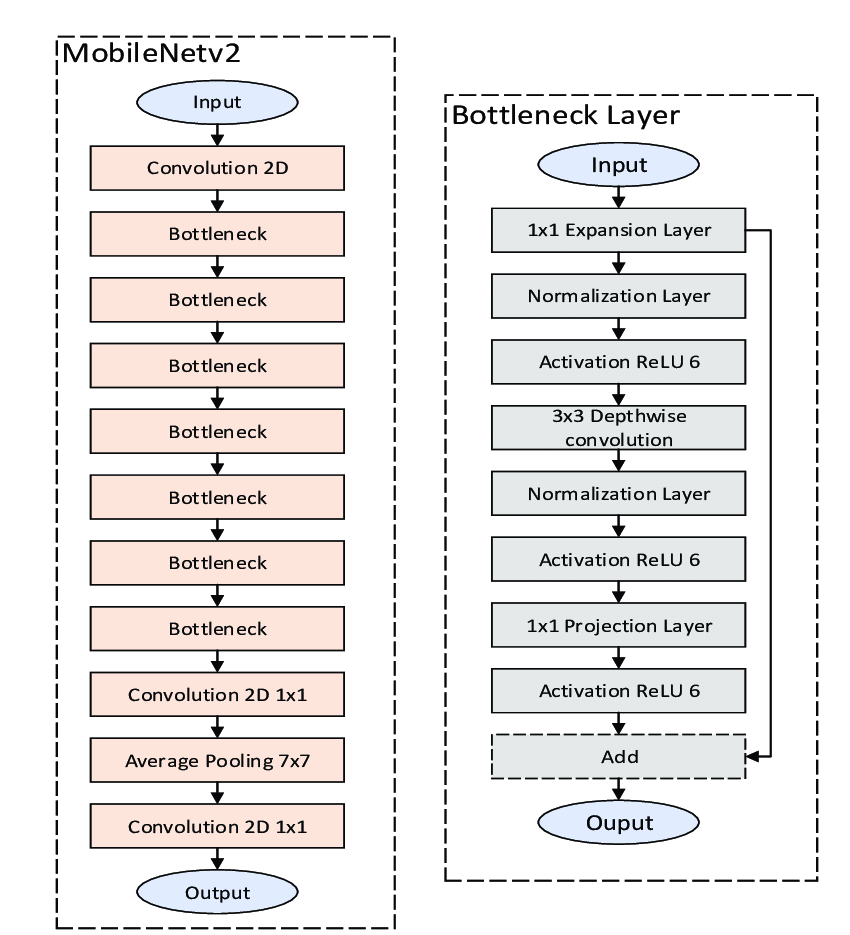 MobileNetv2
Input
Convolution 2D
Bottleneck
Bottleneck
Bottleneck
Bottleneck
Bottleneck
Bottleneck
Bottleneck
Convolution 2D 1x1
Average Pooling 7x7
Convolution 2D 1x1
Output
Bottleneck Layer
Input
1x1 Expansion Layer
Normalization Layer
Activation ReLU 6
3x3 Depthwise
convolution
Normalization Layer
Activation ReLU 6
1x1 Projection Layer
Activation ReLU 6
Add
Ouput